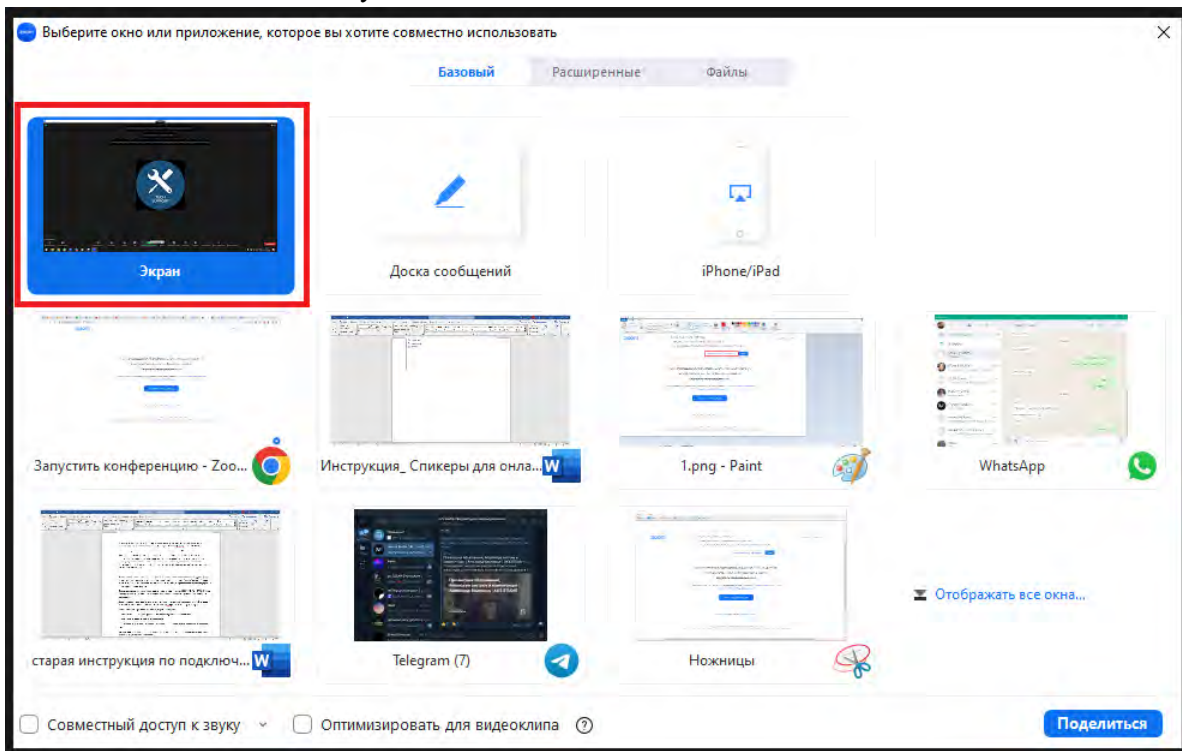 Выберите окно или приложение, которое вы хотите совместно использовать
Базовый Расширенные Файлы
Экран Доска сообщений iPhone/iPad
Запустить конференцию - Zoo... Инструкция_ Спикеры для онла... 1.png - Paint WhatsApp
старая инструкция по подключ... Telegram (7) Ножницы Отображать все окна...
Совместный доступ к звуку Оптимизировать для видеоклипа Поделиться